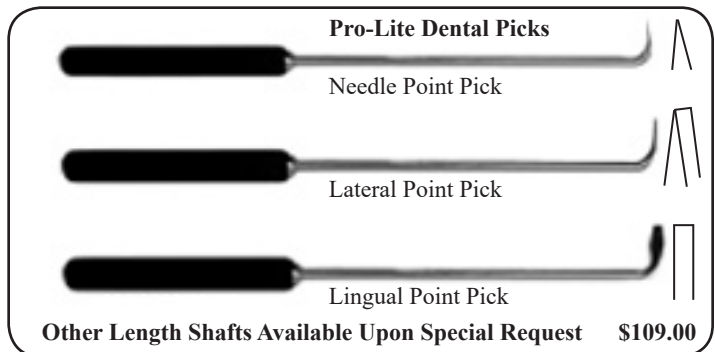 Pro-Lite Dental Picks
Needle Point Pick
Lateral Point Pick
Lingual Point Pick
Other Length Shafts Available Upon Special Request $109.00